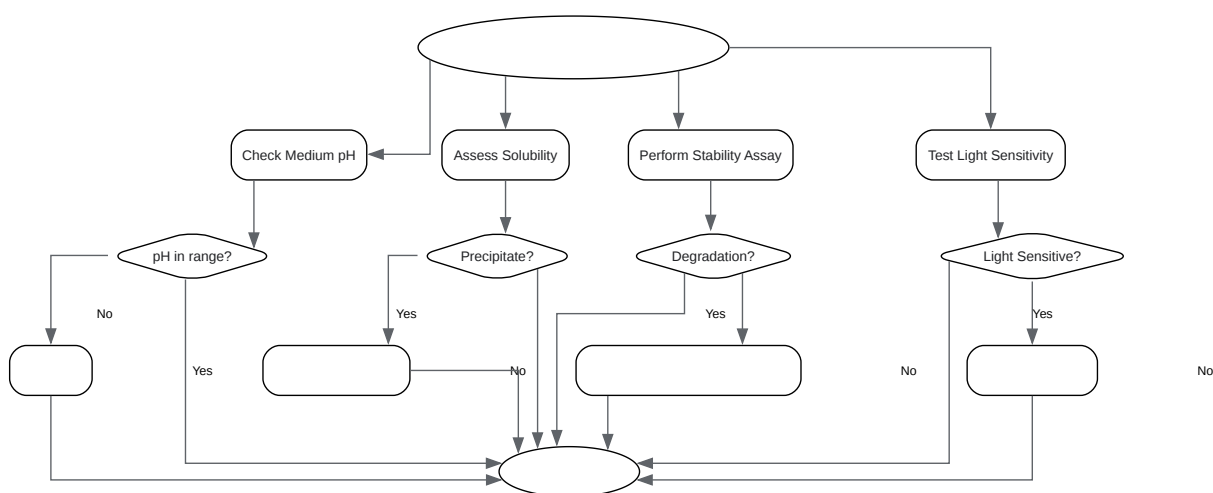 Check Medium pH
Assess Solubility
Perform Stability Assay
Test Light Sensitivity
pH in range?
Precipitate?
Degradation?
Light Sensitive?
No
Yes
Yes
Yes
Yes
No
No
No